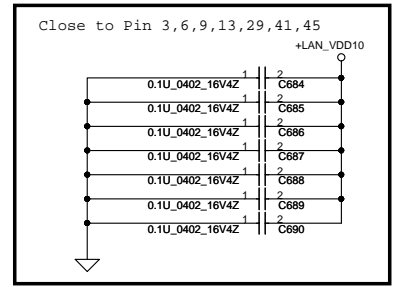 Close to Pin 3,6,9,13,29,41,45
+LAN_VDD10
1 2
0.1U_0402_16V4Z C684
1 2
0.1U_0402_16V4Z C685
1 2
0.1U_0402_16V4Z C686
1 2
0.1U_0402_16V4Z C687
1 2
0.1U_0402_16V4Z C688
1 2
0.1U_0402_16V4Z C689
1 2
0.1U_0402_16V4Z C690